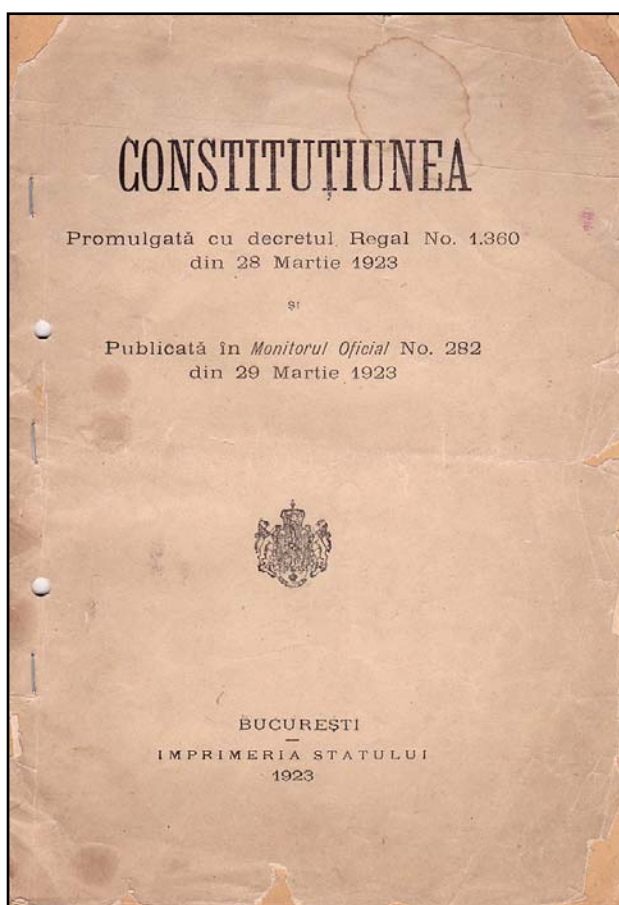 CONSTITUȚIUNEA
Promulgată cu decretul Regal No. 1.360
din 28 Martie 1923
și
Publicată în Monitorul Oficial No. 282
din 29 Martie 1923
BUCUREȘTI
IMPRIMERIA STATULUI
1923